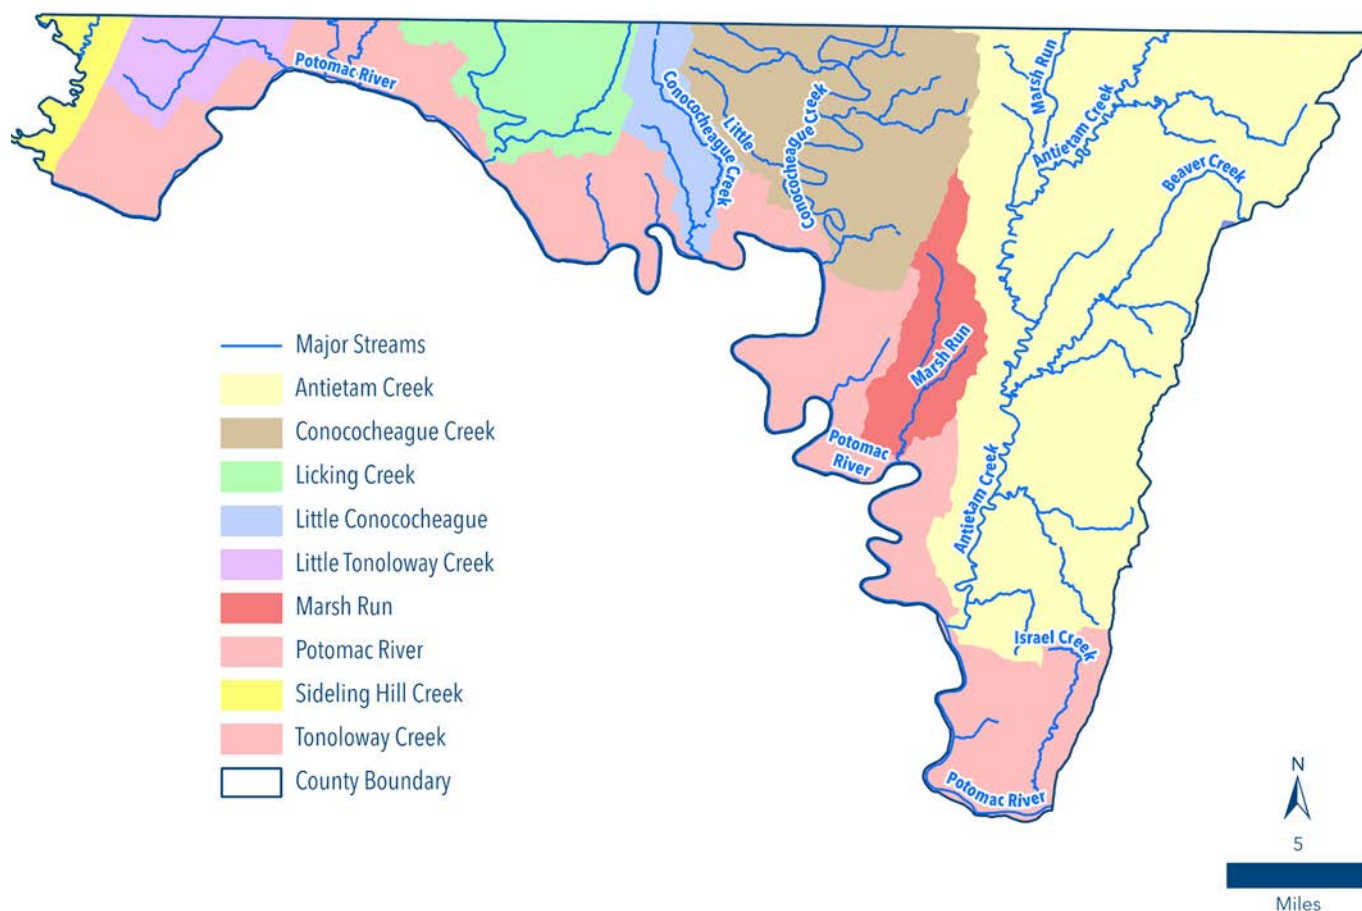 Potomac River
Conococheague Creek
Little
Conococheague Creek
Marsh Run
Antietam Creek
Beaver Creek
Marsh Run
Potomac
River
Antietam Creek
Israel Creek
Potomac River
Major Streams
Antietam Creek
Conococheague Creek
Licking Creek
Little Conococheague
Little Tonoloway Creek
Marsh Run
Potomac River
Sideling Hill Creek
Tonoloway Creek
County Boundary
N
5
Miles